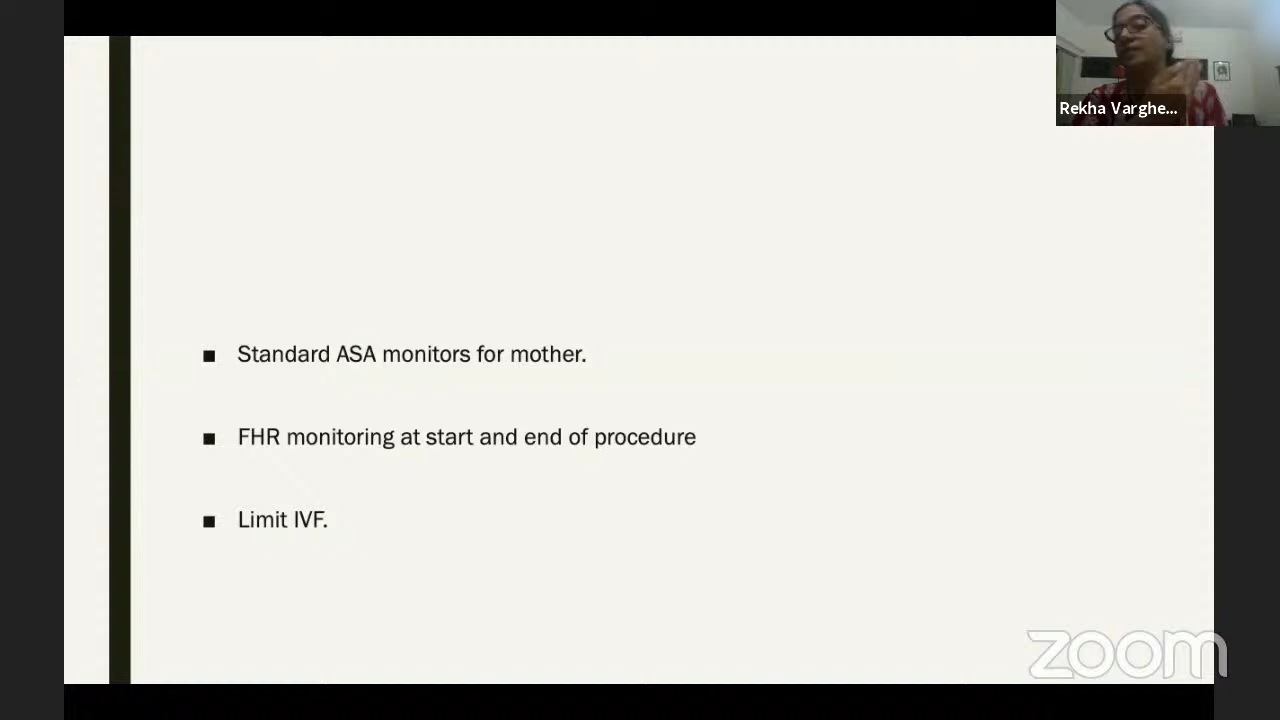 Rekha Varghe...
■ Standard ASA monitors for mother.
■ FHR monitoring at start and end of procedure
■ Limit IVF.
zoom